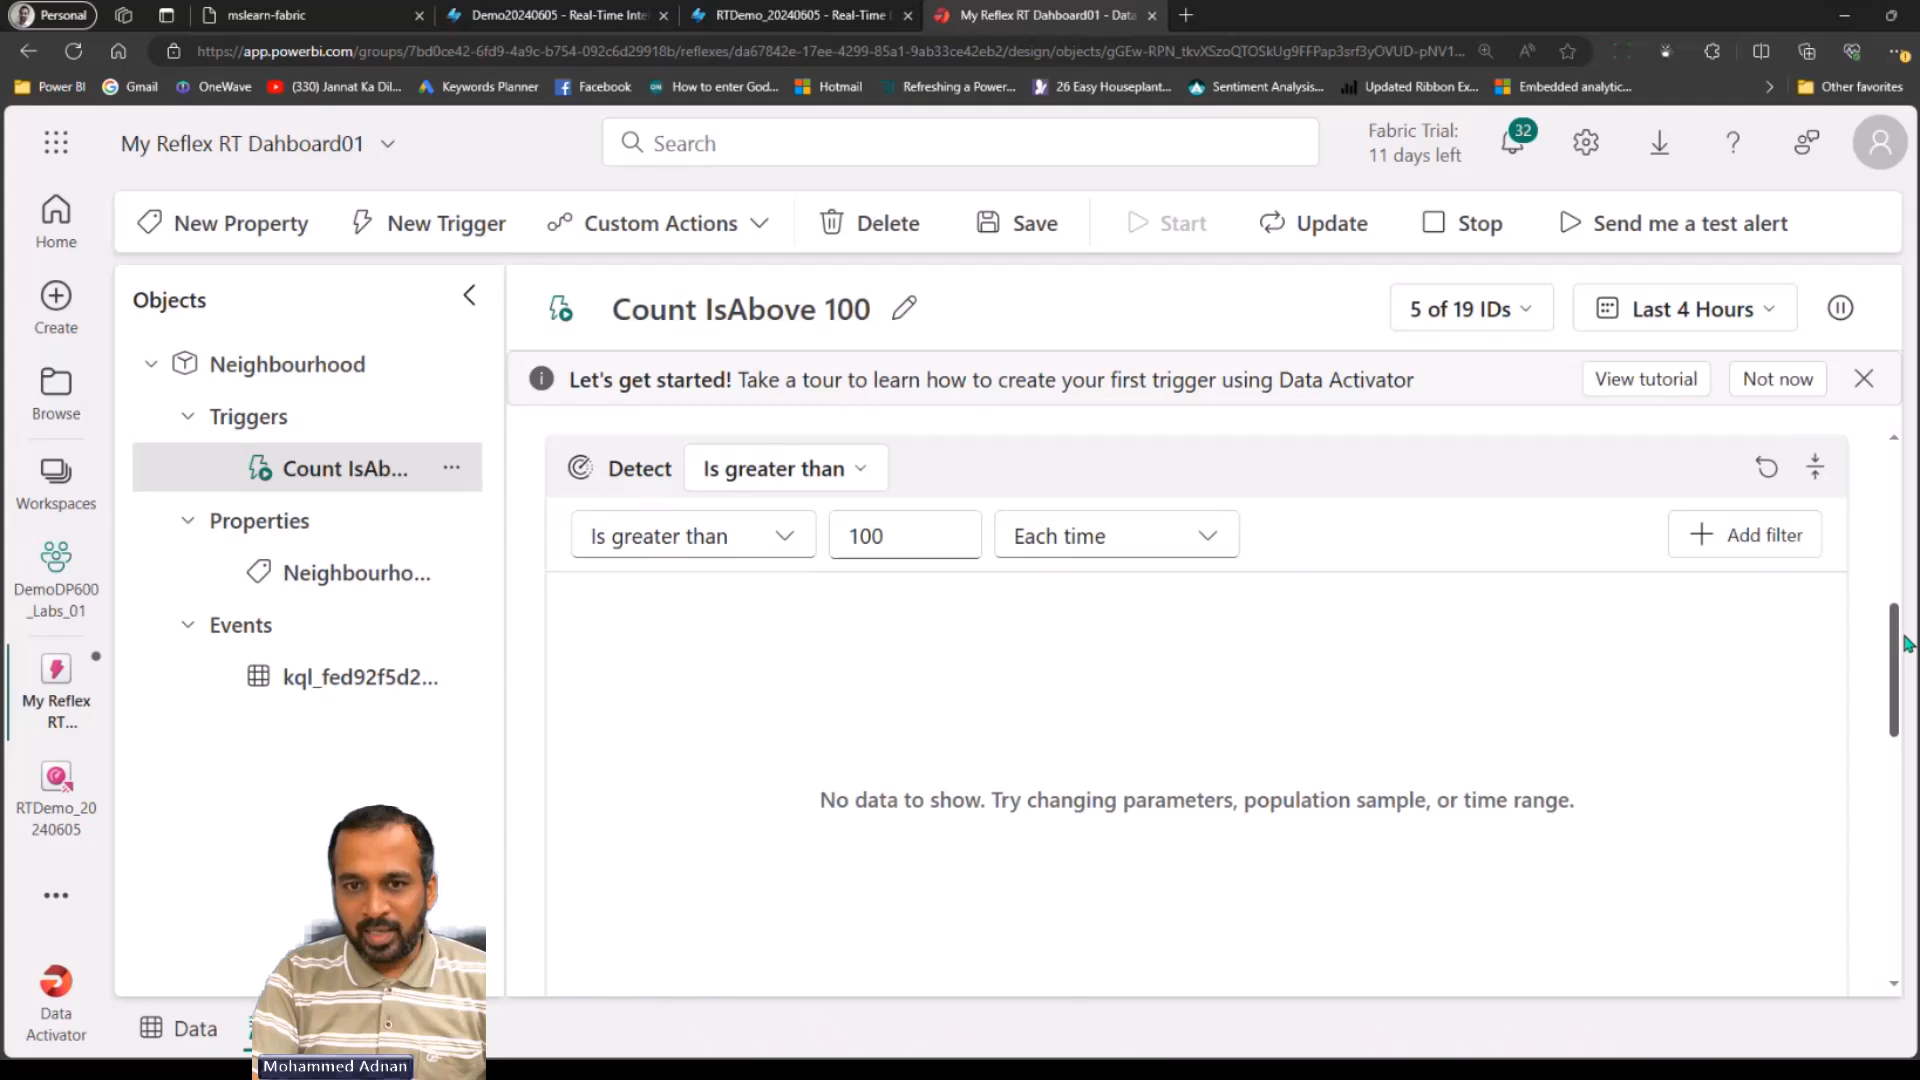 Personal
mslearn-fabric
Demo20240605 - Real-Time Inte
RTDemo_20240605 - Real-Time
My Reflex RT Dahboard01 - Data
https://app.powerbi.com/groups/7bd0ce42-6fd9-4a9c-b754-092c6d29918b/reflexes/da67842e-17ee-4299-85a1-9ab33ce42eb2/design/objects/gGEw-RPN_tkvXSzoQTOSkUg9FFPap3srf3yOVUD-pNV1...
Power BI
Gmail
OneWave
(330) Jannat Ka Dil...
Keywords Planner
Facebook
How to enter God...
Hotmail
Refreshing a Power...
26 Easy Houseplant...
Sentiment Analysis...
Updated Ribbon Ex...
Embedded analytic...
Other favorites
My Reflex RT Dahboard01
Search
Fabric Trial:
11 days left
32
New Property
New Trigger
Custom Actions
Delete
Save
Start
Update
Stop
Send me a test alert
Home
Create
Browse
Workspaces
DemoDP600
_Labs_01
My Reflex
RT...
RTDemo_20
240605
Data
Activator
Objects
Neighbourhood
Triggers
Count IsAb...
Properties
Neighbourho...
Events
kql_fed92f5d2...
Data
Count IsAbove 100
5 of 19 IDs
Last 4 Hours
Let's get started! Take a tour to learn how to create your first trigger using Data Activator
View tutorial
Not now
Detect
Is greater than
Is greater than
100
Each time
Add filter
No data to show. Try changing parameters, population sample, or time range.
Mohammed Adnan